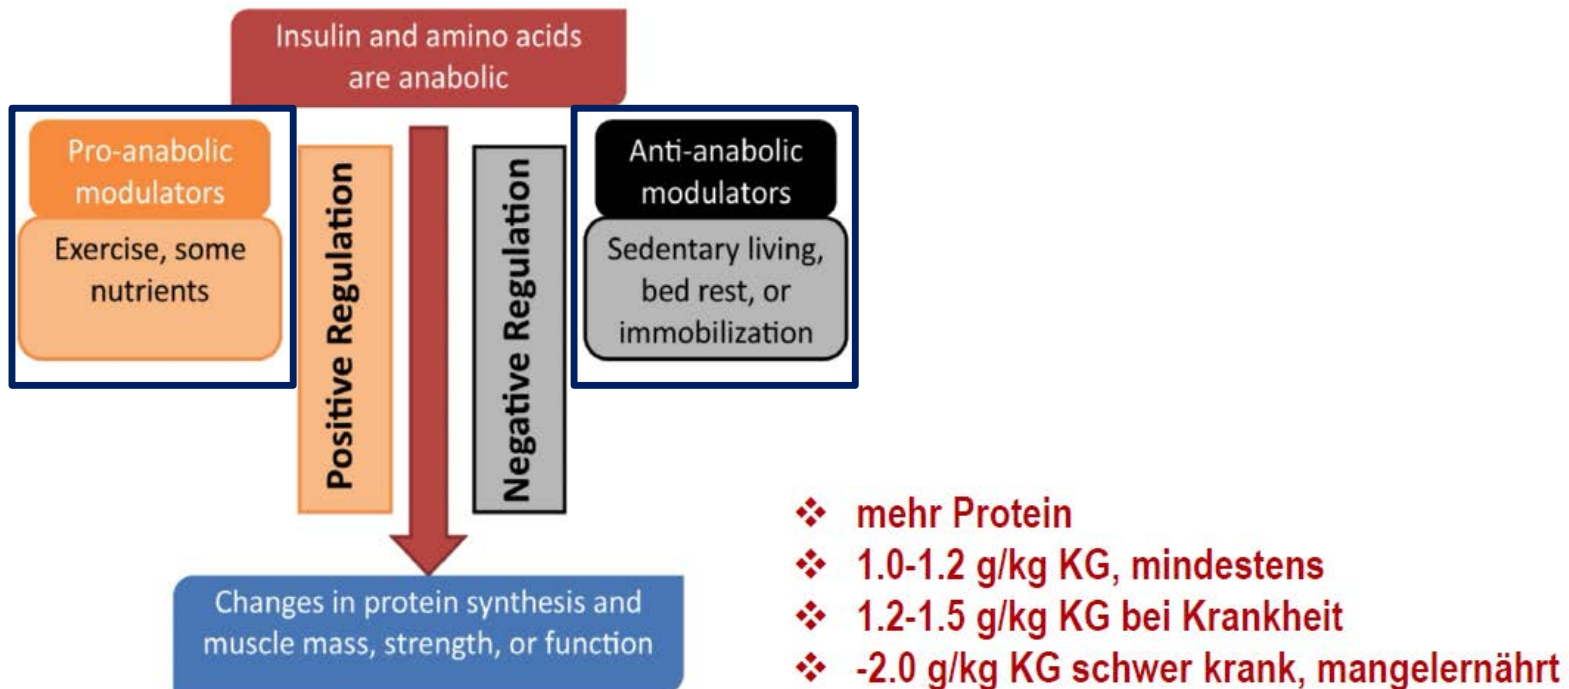 Insulin and amino acids
are anabolic
Pro-anabolic
modulators
Exercise, some
nutrients
Positive Regulation
Negative Regulation
Anti-anabolic
modulators
Sedentary living,
bed rest, or
immobilization
Changes in protein synthesis and
muscle mass, strength, or function
❖ mehr Protein
❖ 1.0-1.2 g/kg KG, mindestens
❖ 1.2-1.5 g/kg KG bei Krankheit
❖ -2.0 g/kg KG schwer krank, mangelernährt